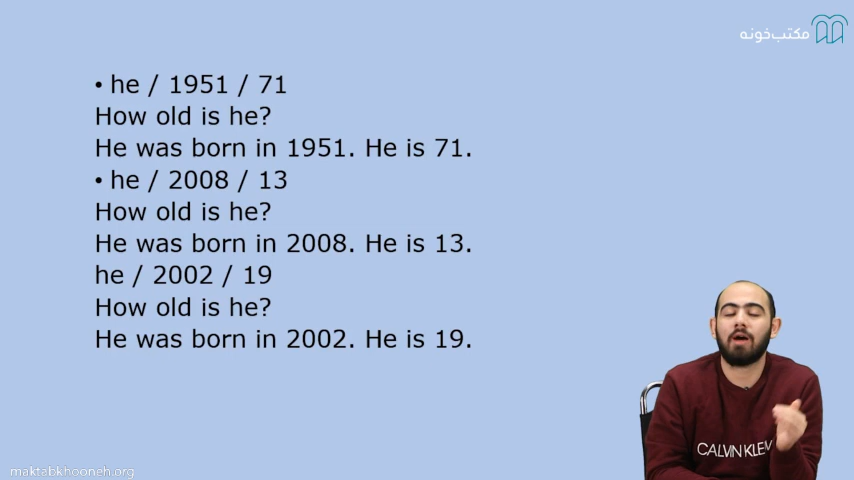 مکتب‌خونه
• he / 1951 / 71
How old is he?
He was born in 1951. He is 71.
• he / 2008 / 13
How old is he?
He was born in 2008. He is 13.
he / 2002 / 19
How old is he?
He was born in 2002. He is 19.
CALVIN KLEIN
maktabkhooneh.org